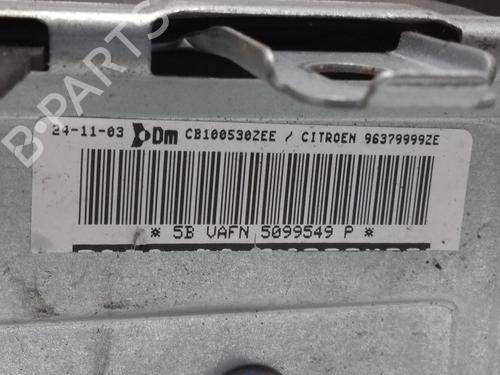 B-PARTS
24-11-03 Dm CB100530ZEE / CITROEN 96379999ZE
* 5B VAFN 5099549 P *